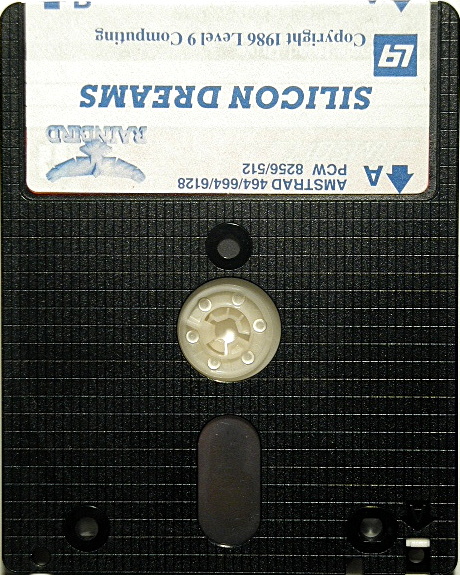 A
AMSTRAD 464/664/6128
PCW 8256/512
RAINBIRD
SILICON DREAMS
L9
Copyright 1986 Level 9 Computing